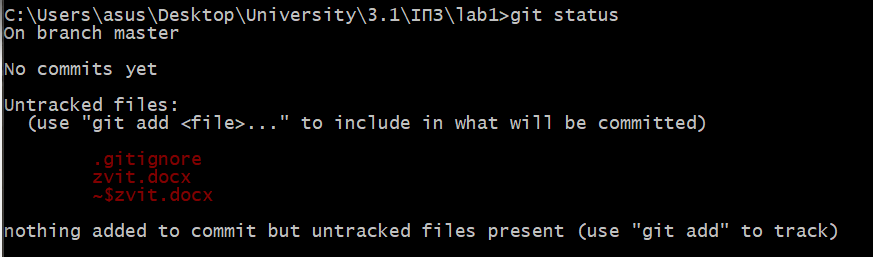 C:\Users\asus\Desktop\University\3.1\ІПЗ\lab1>git status
On branch master
No commits yet
Untracked files:
(use "git add <file>..." to include in what will be committed)
.gitignore
zvit.docx
~$zvit.docx
nothing added to commit but untracked files present (use "git add" to track)